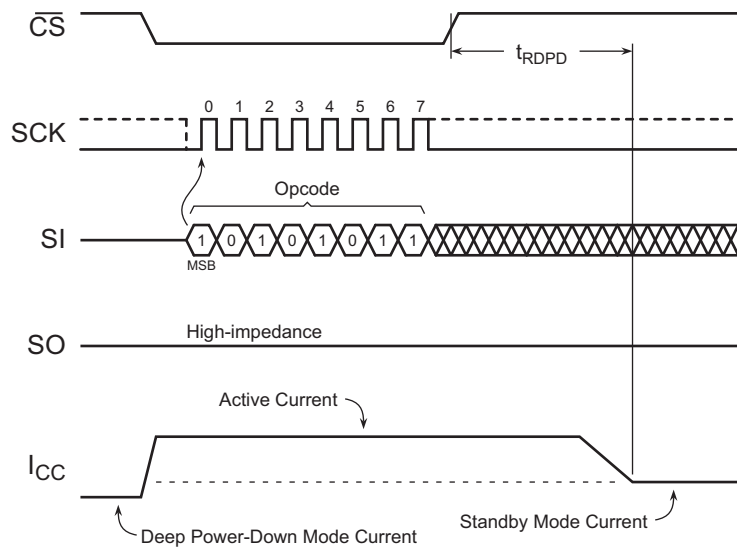 CS
tRDPD
0 1 2 3 4 5 6 7
SCK
Opcode
SI
1 0 1 0 1 0 1 1
MSB
High-impedance
SO
Active Current
ICC
Standby Mode Current
Deep Power-Down Mode Current